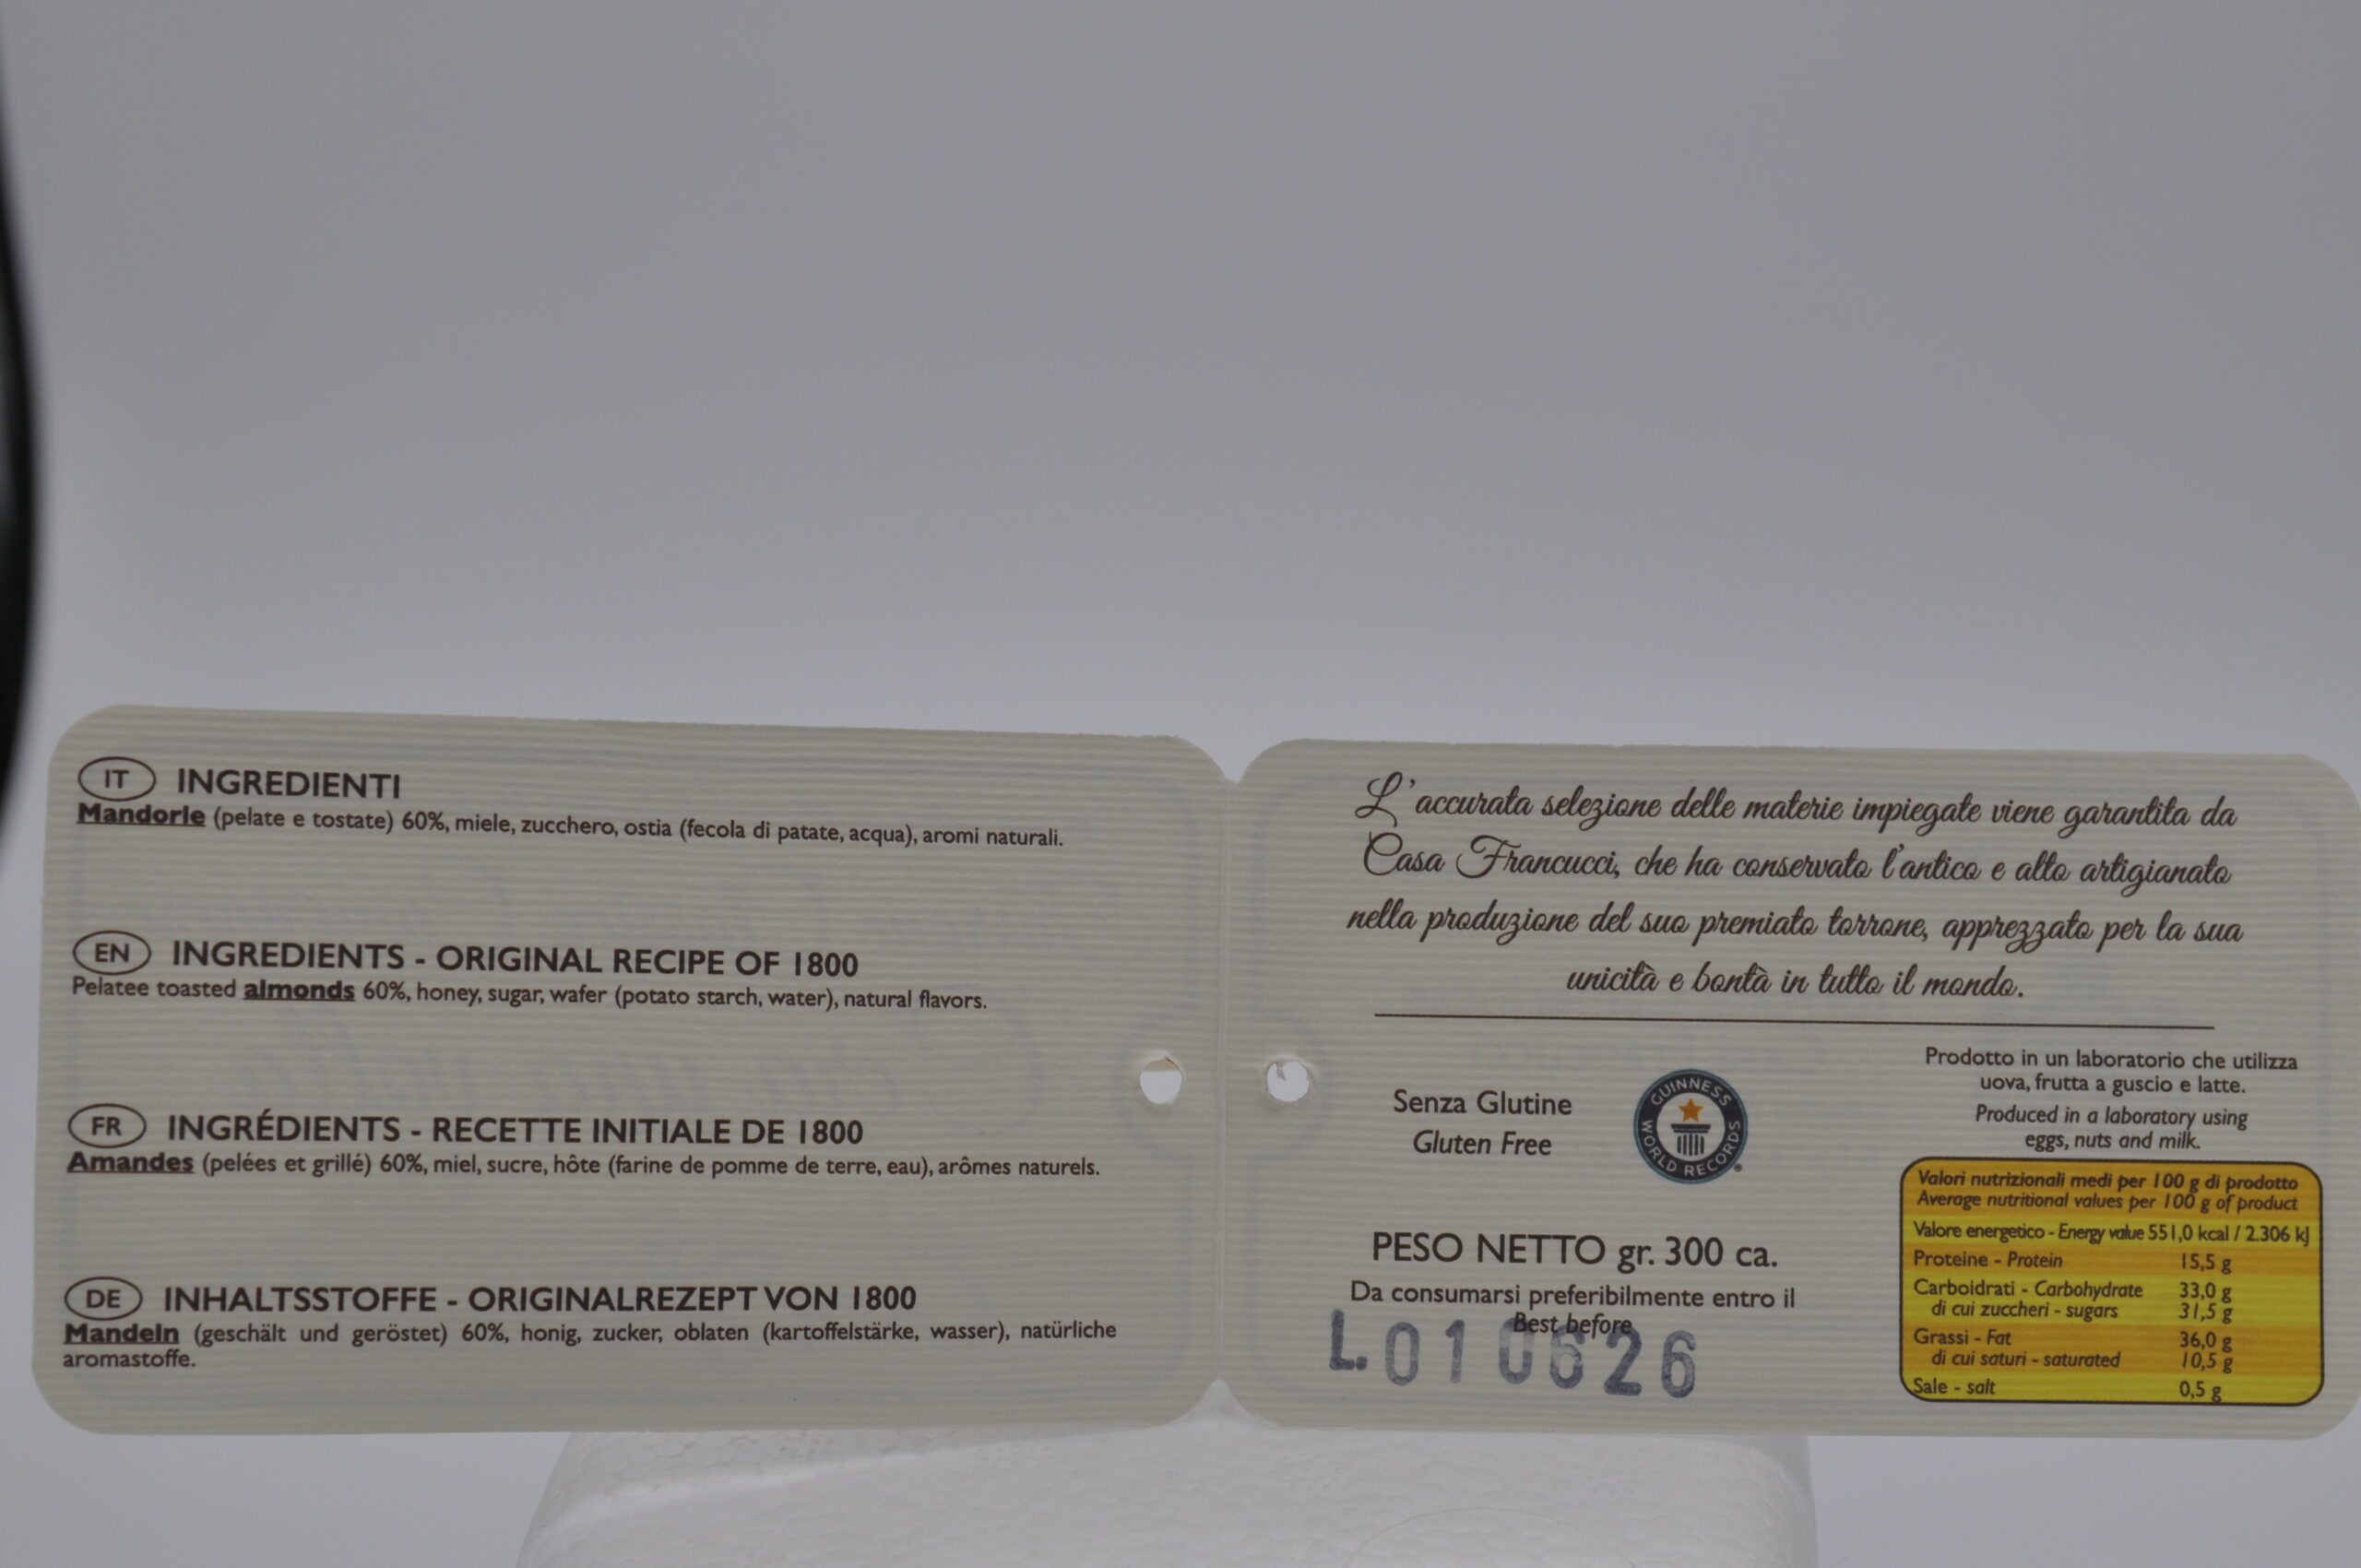 IT INGREDIENTI
Mandorle (pelate e tostate) 60%, miele, zucchero, ostia (fecola di patate, acqua), aromi naturali.
EN INGREDIENTS - ORIGINAL RECIPE OF 1800
Pelatee toasted almonds 60%, honey, sugar, wafer (potato starch, water), natural flavors.
FR INGRÉDIENTS - RECETTE INITIALE DE 1800
Amandes (pelées et grillé) 60%, miel, sucre, hôte (farine de pomme de terre, eau), arômes naturels.
DE INHALTSSTOFFE - ORIGINALREZEPT VON 1800
Mandeln (geschält und geröstet) 60%, honig, zucker, oblaten (kartoffelstärke, wasser), natürliche
aromastoffe.
L'accurata selezione delle materie impiegate viene garantita da
Casa Francucci, che ha conservato l'antico e alto artigianato
nella produzione del suo premiato torrone, apprezzato per la sua
unicità e bontà in tutto il mondo.
Senza Glutine
Gluten Free
GUINNESS
WORLD RECORDS
PESO NETTO gr. 300 ca.
Da consumarsi preferibilmente entro il
Best before
L.010626
Prodotto in un laboratorio che utilizza
uova, frutta a guscio e latte.
Produced in a laboratory using
eggs, nuts and milk.
Valori nutrizionali medi per 100 g di prodotto
Average nutritional values per 100 g of product
Valore energetico - Energy value 551,0 kcal / 2.306 kJ
Proteine - Protein 15,5 g
Carboidrati - Carbohydrate 33,0 g
di cui zuccheri - sugars 31,5 g
Grassi - Fat 36,0 g
di cui saturi - saturated 10,5 g
Sale - salt 0,5 g